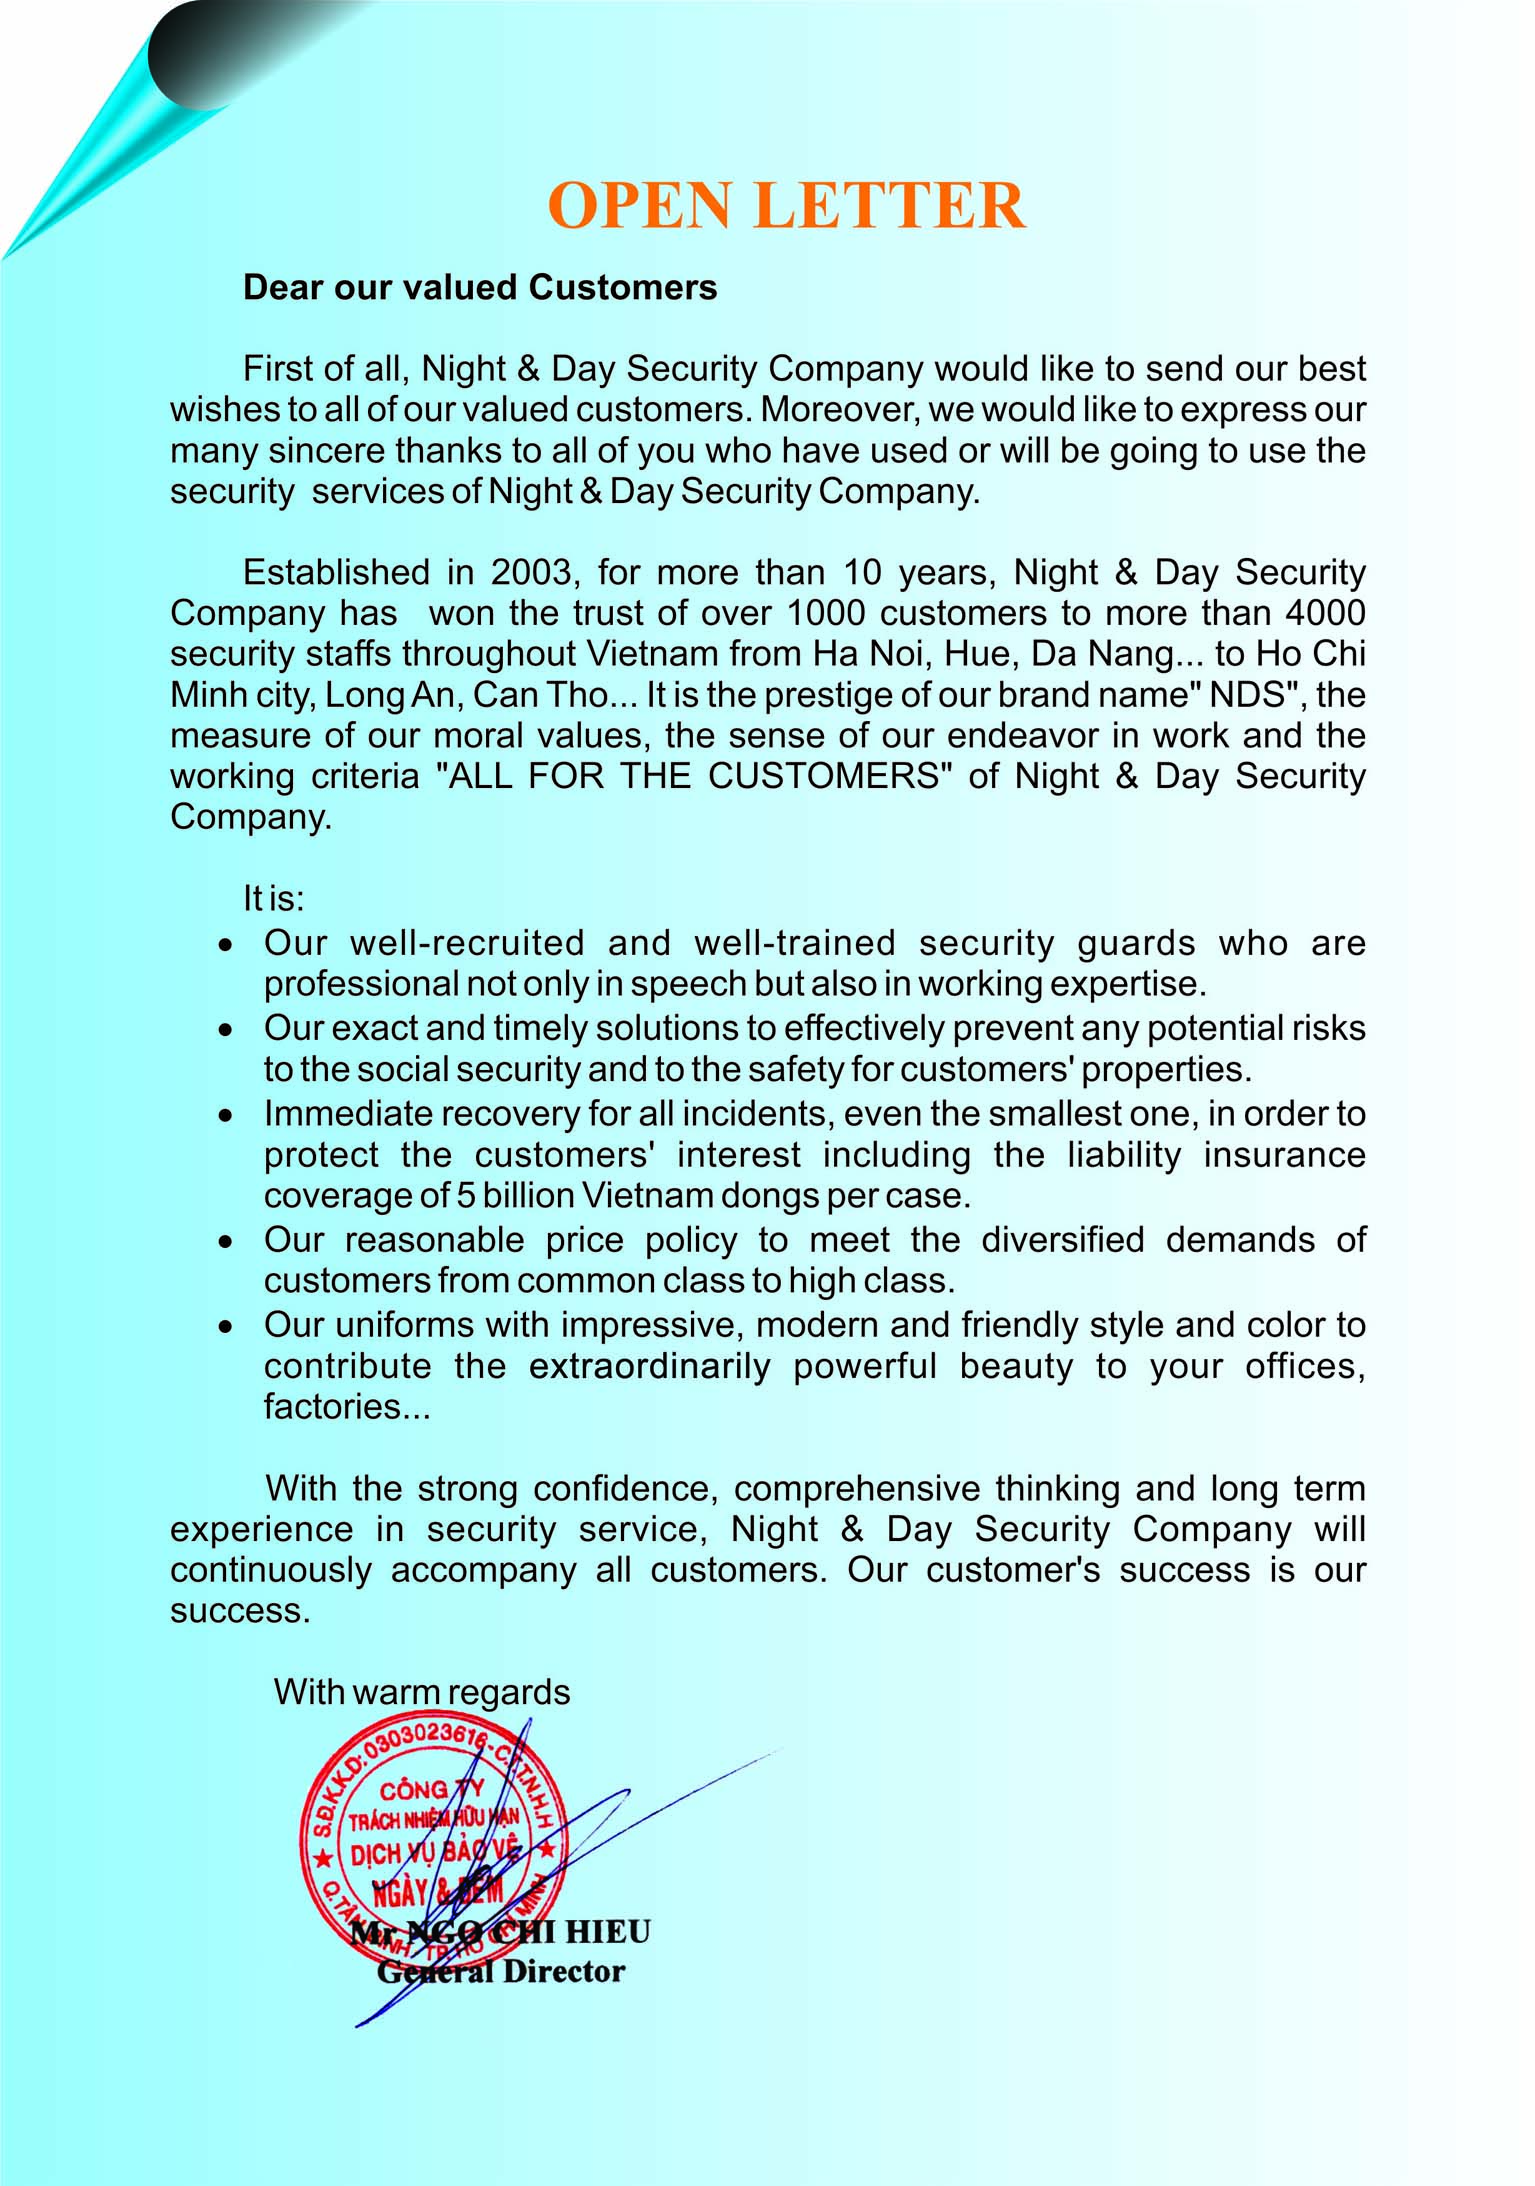 OPEN LETTER
Dear our valued Customers
First of all, Night & Day Security Company would like to send our best
wishes to all of our valued customers. Moreover, we would like to express our
many sincere thanks to all of you who have used or will be going to use the
security services of Night & Day Security Company.
Established in 2003, for more than 10 years, Night & Day Security
Company has won the trust of over 1000 customers to more than 4000
security staffs throughout Vietnam from Ha Noi, Hue, Da Nang... to Ho Chi
Minh city, Long An, Can Tho... It is the prestige of our brand name" NDS", the
measure of our moral values, the sense of our endeavor in work and the
working criteria "ALL FOR THE CUSTOMERS" of Night & Day Security
Company.
It is:
• Our well-recruited and well-trained security guards who are
professional not only in speech but also in working expertise.
• Our exact and timely solutions to effectively prevent any potential risks
to the social security and to the safety for customers' properties.
• Immediate recovery for all incidents, even the smallest one, in order to
protect the customers' interest including the liability insurance
coverage of 5 billion Vietnam dongs per case.
• Our reasonable price policy to meet the diversified demands of
customers from common class to high class.
• Our uniforms with impressive, modern and friendly style and color to
contribute the extraordinarily powerful beauty to your offices,
factories...
With the strong confidence, comprehensive thinking and long term
experience in security service, Night & Day Security Company will
continuously accompany all customers. Our customer's success is our
success.
With warm regards
S.Đ.K.K.D: 0303023616-C.T.T.N.H.H
CÔNG TY
TRÁCH NHIỆM HỮU HẠN
DỊCH VỤ BẢO VỆ
NGÀY & ĐÊM
Q. TÂN BÌNH - TP. HỒ CHÍ MINH
Mr NGO CHI HIEU
General Director